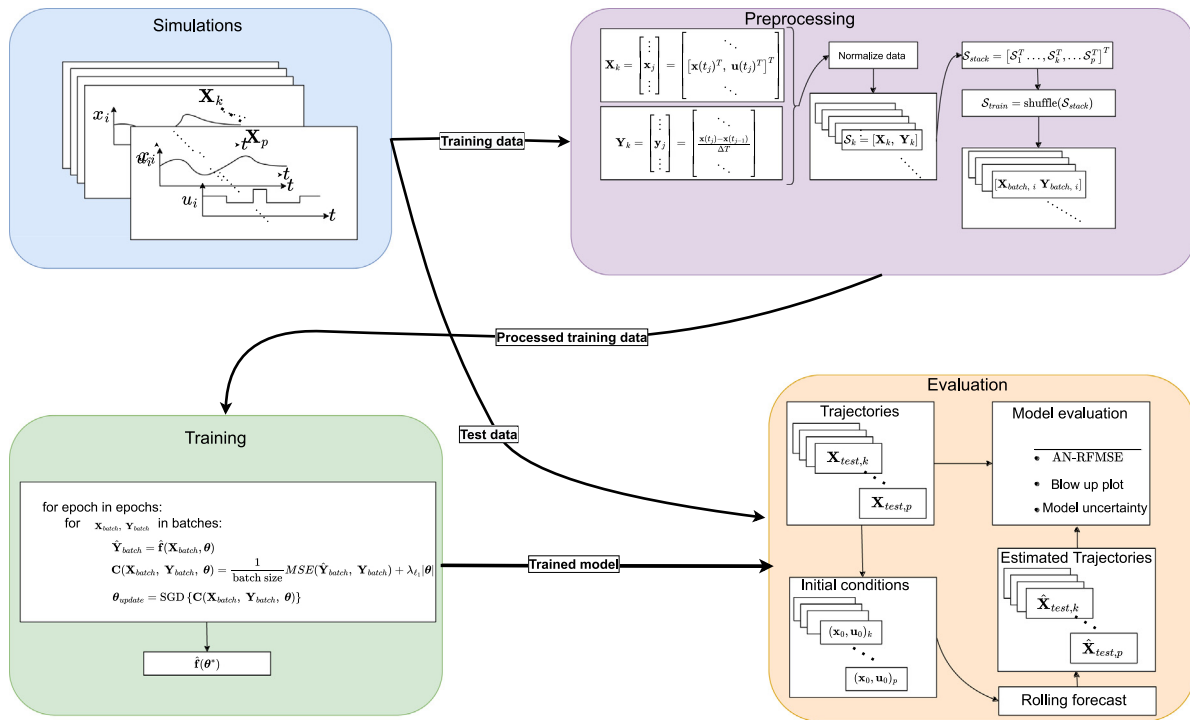 Simulations
X_k
x_i
X_p
t
x_i
t
t
u_i
t
Training data
Preprocessing
X_k = [⋮ x_j ⋮] = [⋱ [x(t_j)^T, u(t_j)^T]^T ⋱]
Y_k = [⋮ y_j ⋮] = [⋱ (x(t_j)−x(t_{j−1}))/ΔT ⋱]
Normalize data
S_k = [X_k, Y_k]
S_stack = [S_1^T …, S_k^T, … S_p^T]^T
S_train = shuffle(S_stack)
[X_batch, i Y_batch, i]
Processed training data
Test data
Trained model
Training
for epoch in epochs:
for X_batch, Y_batch in batches:
Ŷ_batch = f̂(X_batch, θ)
C(X_batch, Y_batch, θ) = 1/batch size MSE(Ŷ_batch, Y_batch) + λ_ℓ1|θ|
θ_update = SGD {C(X_batch, Y_batch, θ)}
f̂(θ*)
Evaluation
Trajectories
X_test,k
X_test,p
Model evaluation
• AN-RFMSE
• Blow up plot
• Model uncertainty
Initial conditions
(x_0, u_0)_k
(x_0, u_0)_p
Estimated Trajectories
X̂_test,k
X̂_test,p
Rolling forecast